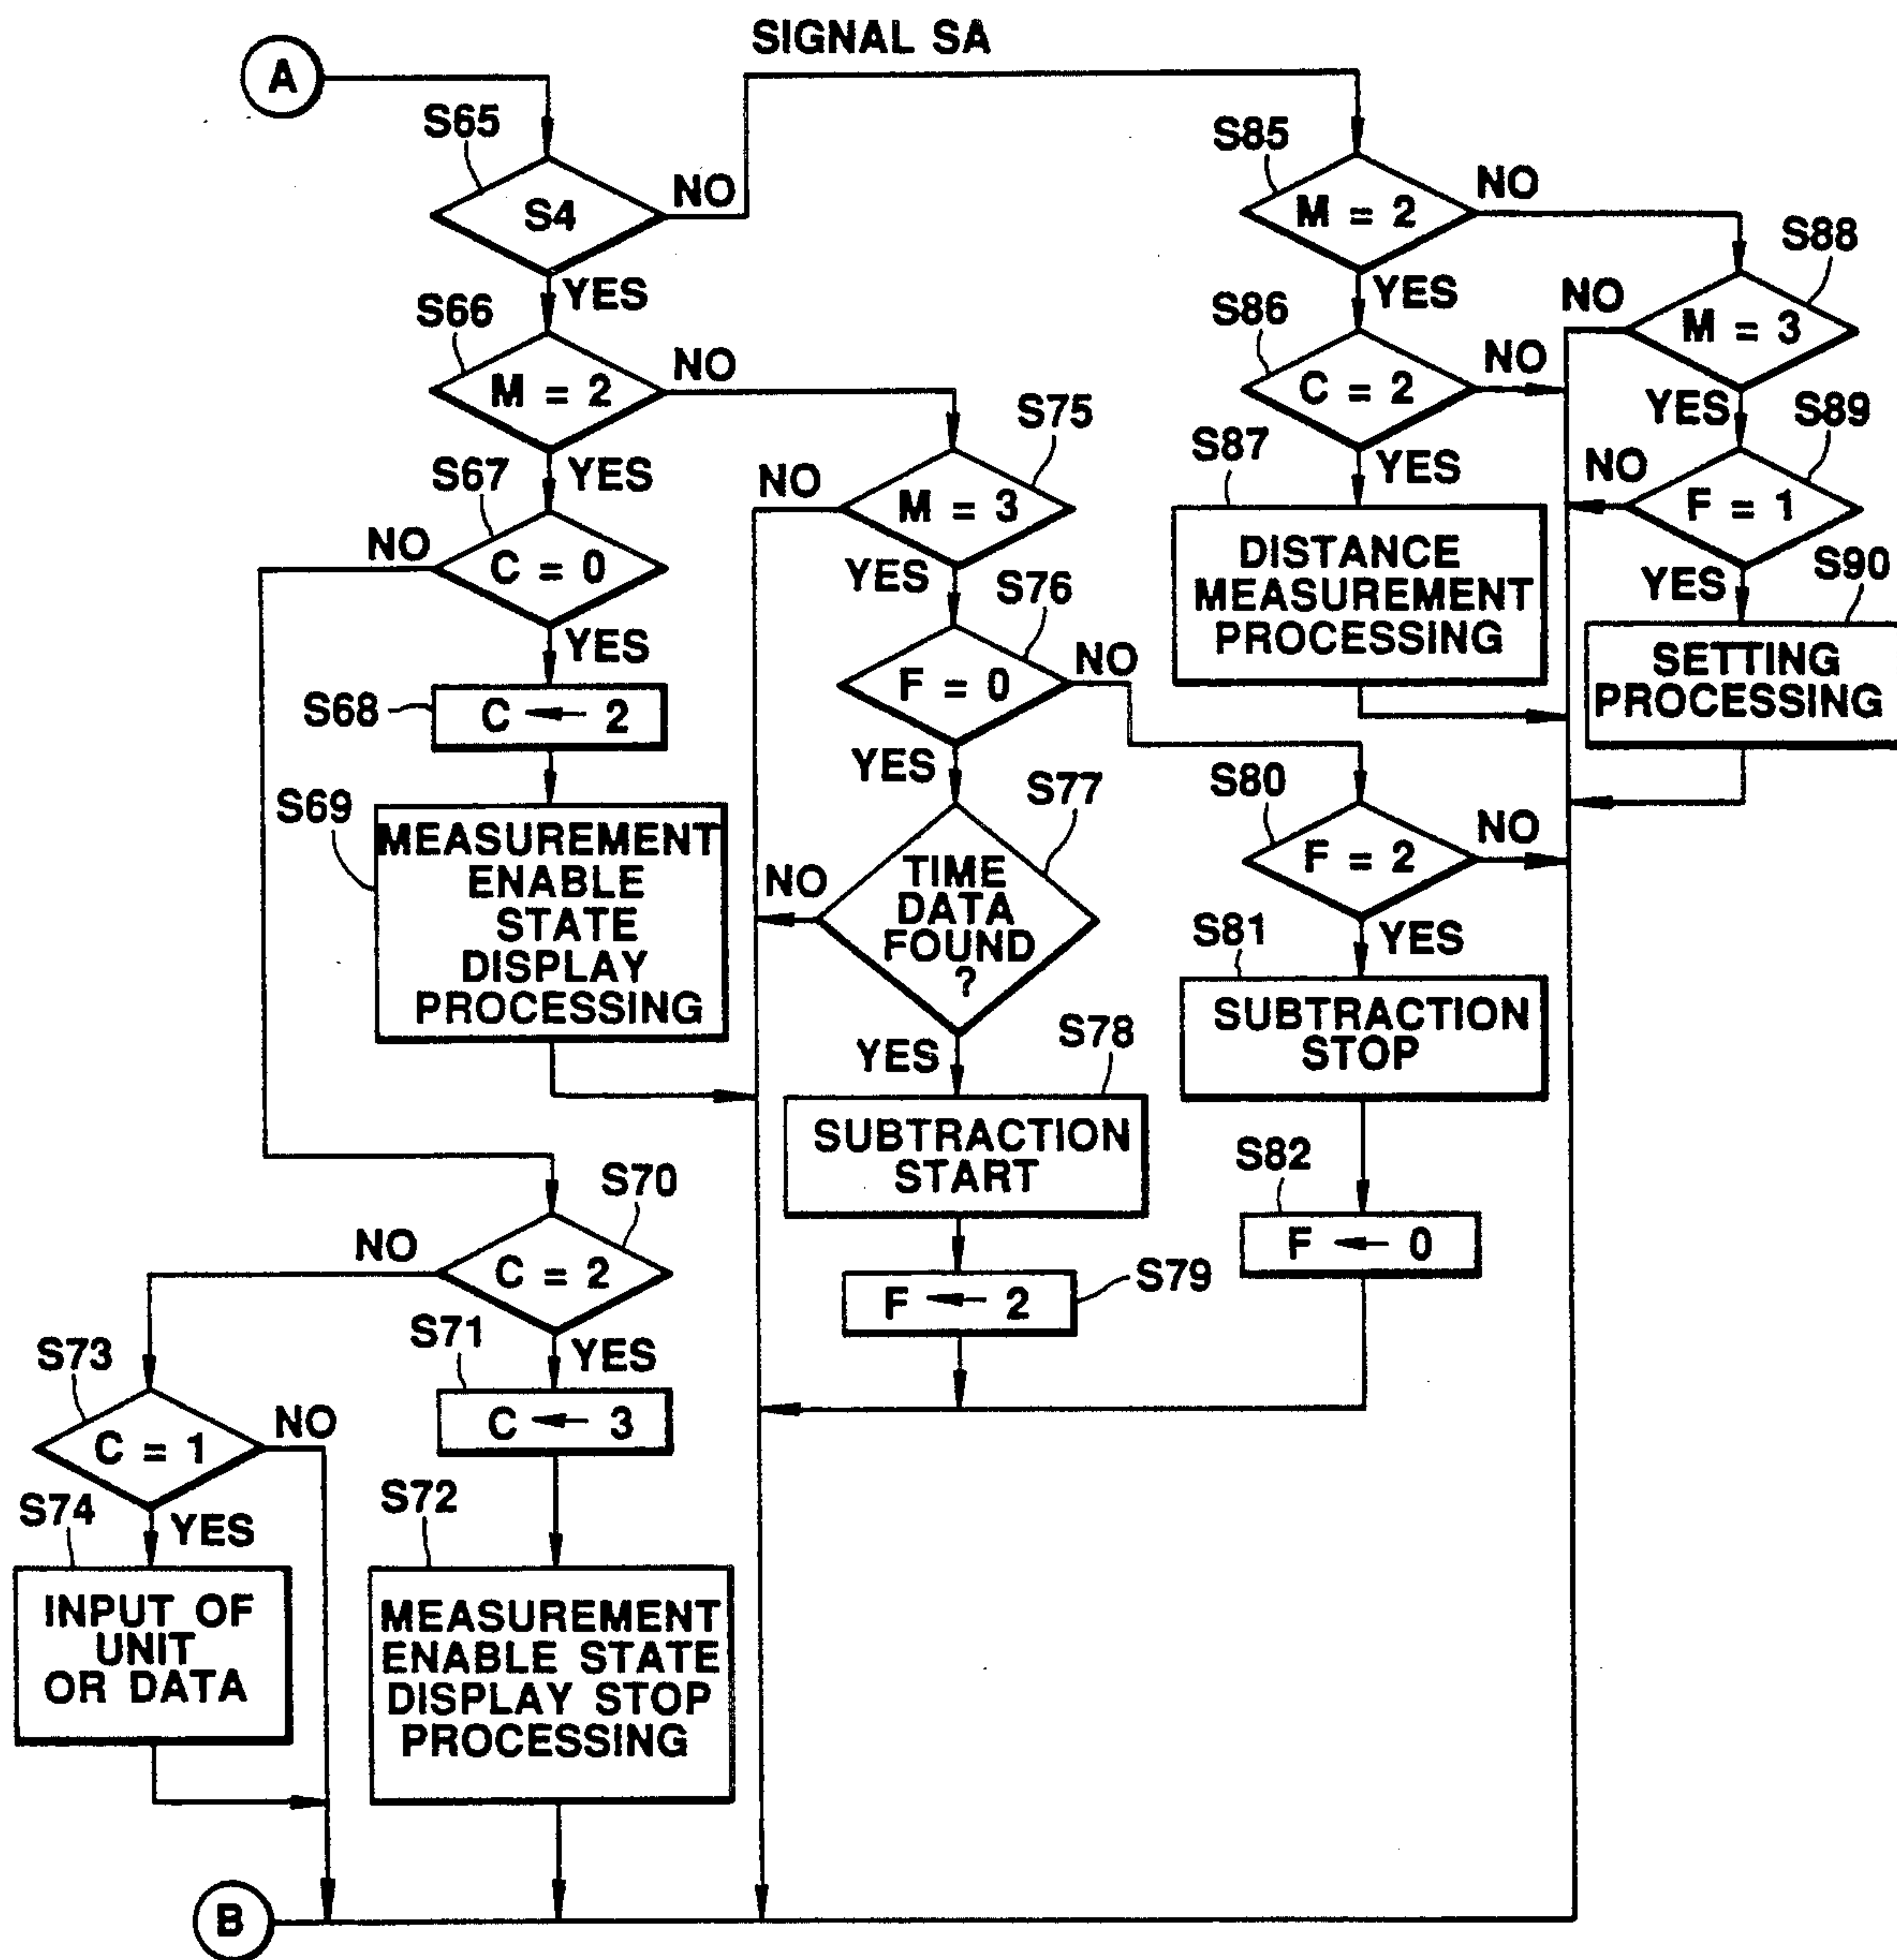 SIGNAL SA
A
S65
S4
NO
YES
S66
M = 2
NO
YES
S67
C = 0
NO
YES
S68
C ← 2
S69
MEASUREMENT
ENABLE
STATE
DISPLAY
PROCESSING
S70
C = 2
NO
YES
S71
C ← 3
S72
MEASUREMENT
ENABLE STATE
DISPLAY STOP
PROCESSING
S73
C = 1
NO
YES
S74
INPUT OF
UNIT
OR DATA
S75
M = 3
NO
YES
S76
F = 0
NO
YES
S77
TIME
DATA
FOUND
?
NO
YES
S78
SUBTRACTION
START
S79
F ← 2
S80
F = 2
NO
YES
S81
SUBTRACTION
STOP
S82
F ← 0
S85
M = 2
NO
YES
S86
C = 2
NO
YES
S87
DISTANCE
MEASUREMENT
PROCESSING
S88
M = 3
NO
YES
S89
F = 1
NO
YES
S90
SETTING
PROCESSING
B